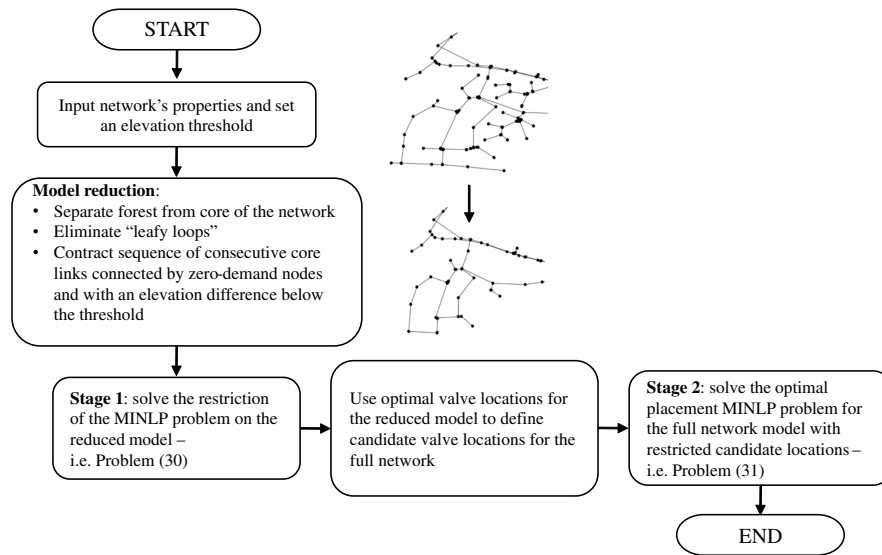 START
Input network's properties and set
an elevation threshold
Model reduction:
• Separate forest from core of the network
• Eliminate “leafy loops”
• Contract sequence of consecutive core
links connected by zero-demand nodes
and with an elevation difference below
the threshold
Stage 1: solve the restriction
of the MINLP problem on the
reduced model –
i.e. Problem (30)
Use optimal valve locations for
the reduced model to define
candidate valve locations for the
full network
Stage 2: solve the optimal
placement MINLP problem for
the full network model with
restricted candidate locations –
i.e. Problem (31)
END